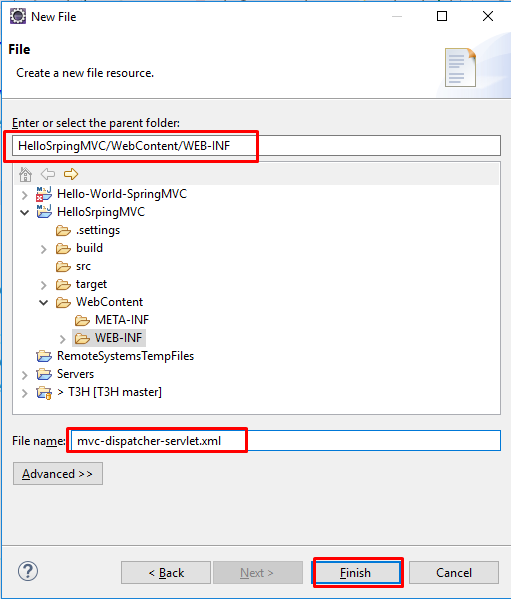 New File
File
Create a new file resource.
Enter or select the parent folder:
HelloSrpingMVC/WebContent/WEB-INF
Hello-World-SpringMVC
HelloSrpingMVC
.settings
build
src
target
WebContent
META-INF
WEB-INF
RemoteSystemsTempFiles
Servers
> T3H [T3H master]
File name: mvc-dispatcher-servlet.xml
Advanced >>
? < Back Next > Finish Cancel